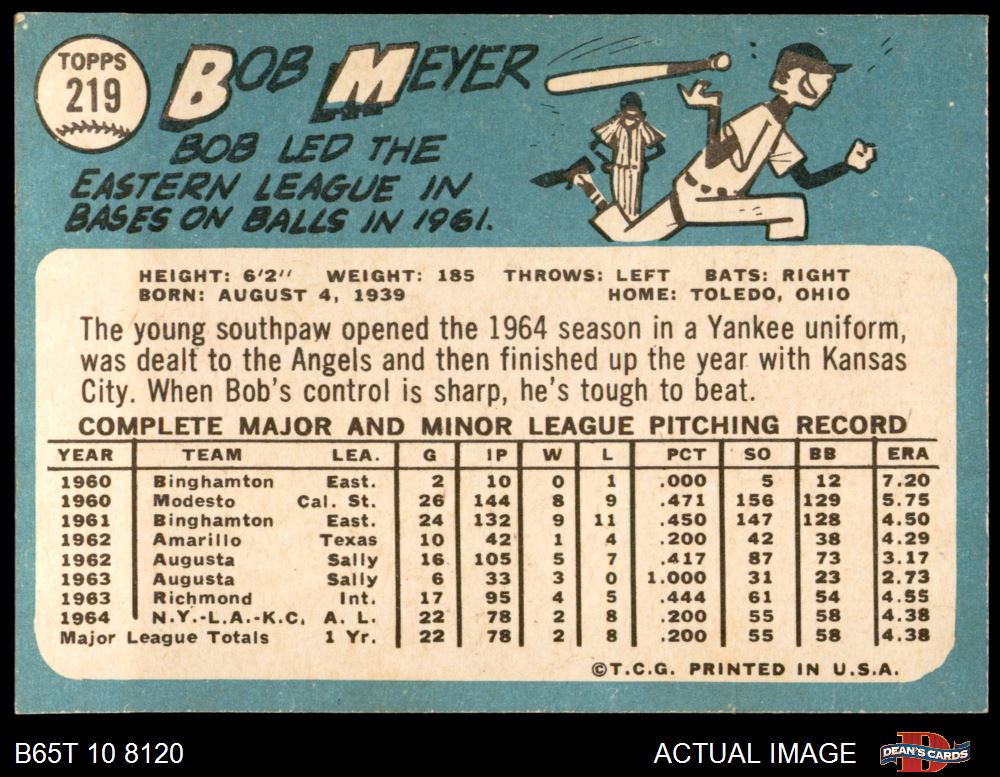 TOPPS
219
BOB MEYER
BOB LED THE
EASTERN LEAGUE IN
BASES ON BALLS IN 1961.
HEIGHT: 6'2" WEIGHT: 185 THROWS: LEFT BATS: RIGHT
BORN: AUGUST 4, 1939 HOME: TOLEDO, OHIO
The young southpaw opened the 1964 season in a Yankee uniform,
was dealt to the Angels and then finished up the year with Kansas
City. When Bob's control is sharp, he's tough to beat.
COMPLETE MAJOR AND MINOR LEAGUE PITCHING RECORD
YEAR TEAM LEA. G IP W L PCT SO BB ERA
1960 Binghamton East. 2 10 0 1 .000 5 12 7.20
1960 Modesto Cal. St. 26 144 8 9 .471 156 129 5.75
1961 Binghamton East. 24 132 9 11 .450 147 128 4.50
1962 Amarillo Texas 10 42 1 4 .200 42 38 4.29
1962 Augusta Sally 16 105 5 7 .417 87 73 3.17
1963 Augusta Sally 6 33 3 0 1.000 31 23 2.73
1963 Richmond Int. 17 95 4 5 .444 61 54 4.55
1964 N.Y.-L.A.-K.C. A. L. 22 78 2 8 .200 55 58 4.38
Major League Totals 1 Yr. 22 78 2 8 .200 55 58 4.38
©T.C.G. PRINTED IN U.S.A.
B65T 10 8120 ACTUAL IMAGE D DEAN'S CARDS